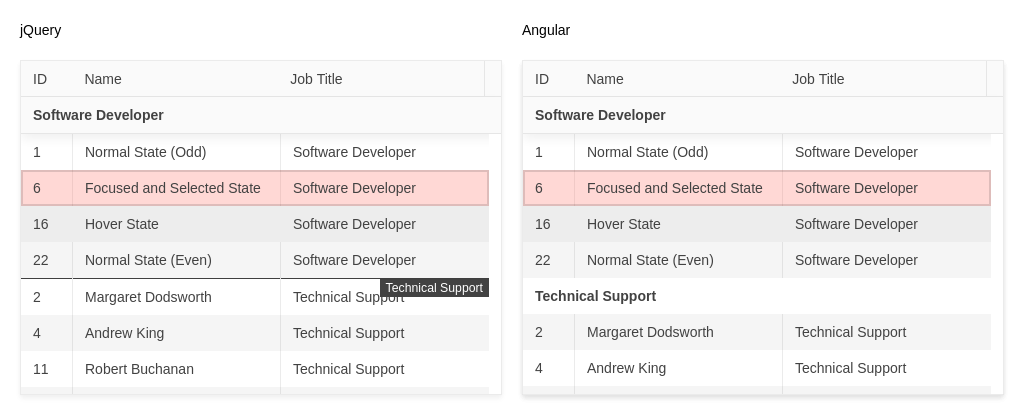 jQuery
ID Name Job Title
Software Developer
1 Normal State (Odd) Software Developer
6 Focused and Selected State Software Developer
16 Hover State Software Developer
22 Normal State (Even) Software Developer
Technical Support
2 Margaret Dodsworth Technical Support
4 Andrew King Technical Support
11 Robert Buchanan Technical Support
Angular
ID Name Job Title
Software Developer
1 Normal State (Odd) Software Developer
6 Focused and Selected State Software Developer
16 Hover State Software Developer
22 Normal State (Even) Software Developer
Technical Support
2 Margaret Dodsworth Technical Support
4 Andrew King Technical Support